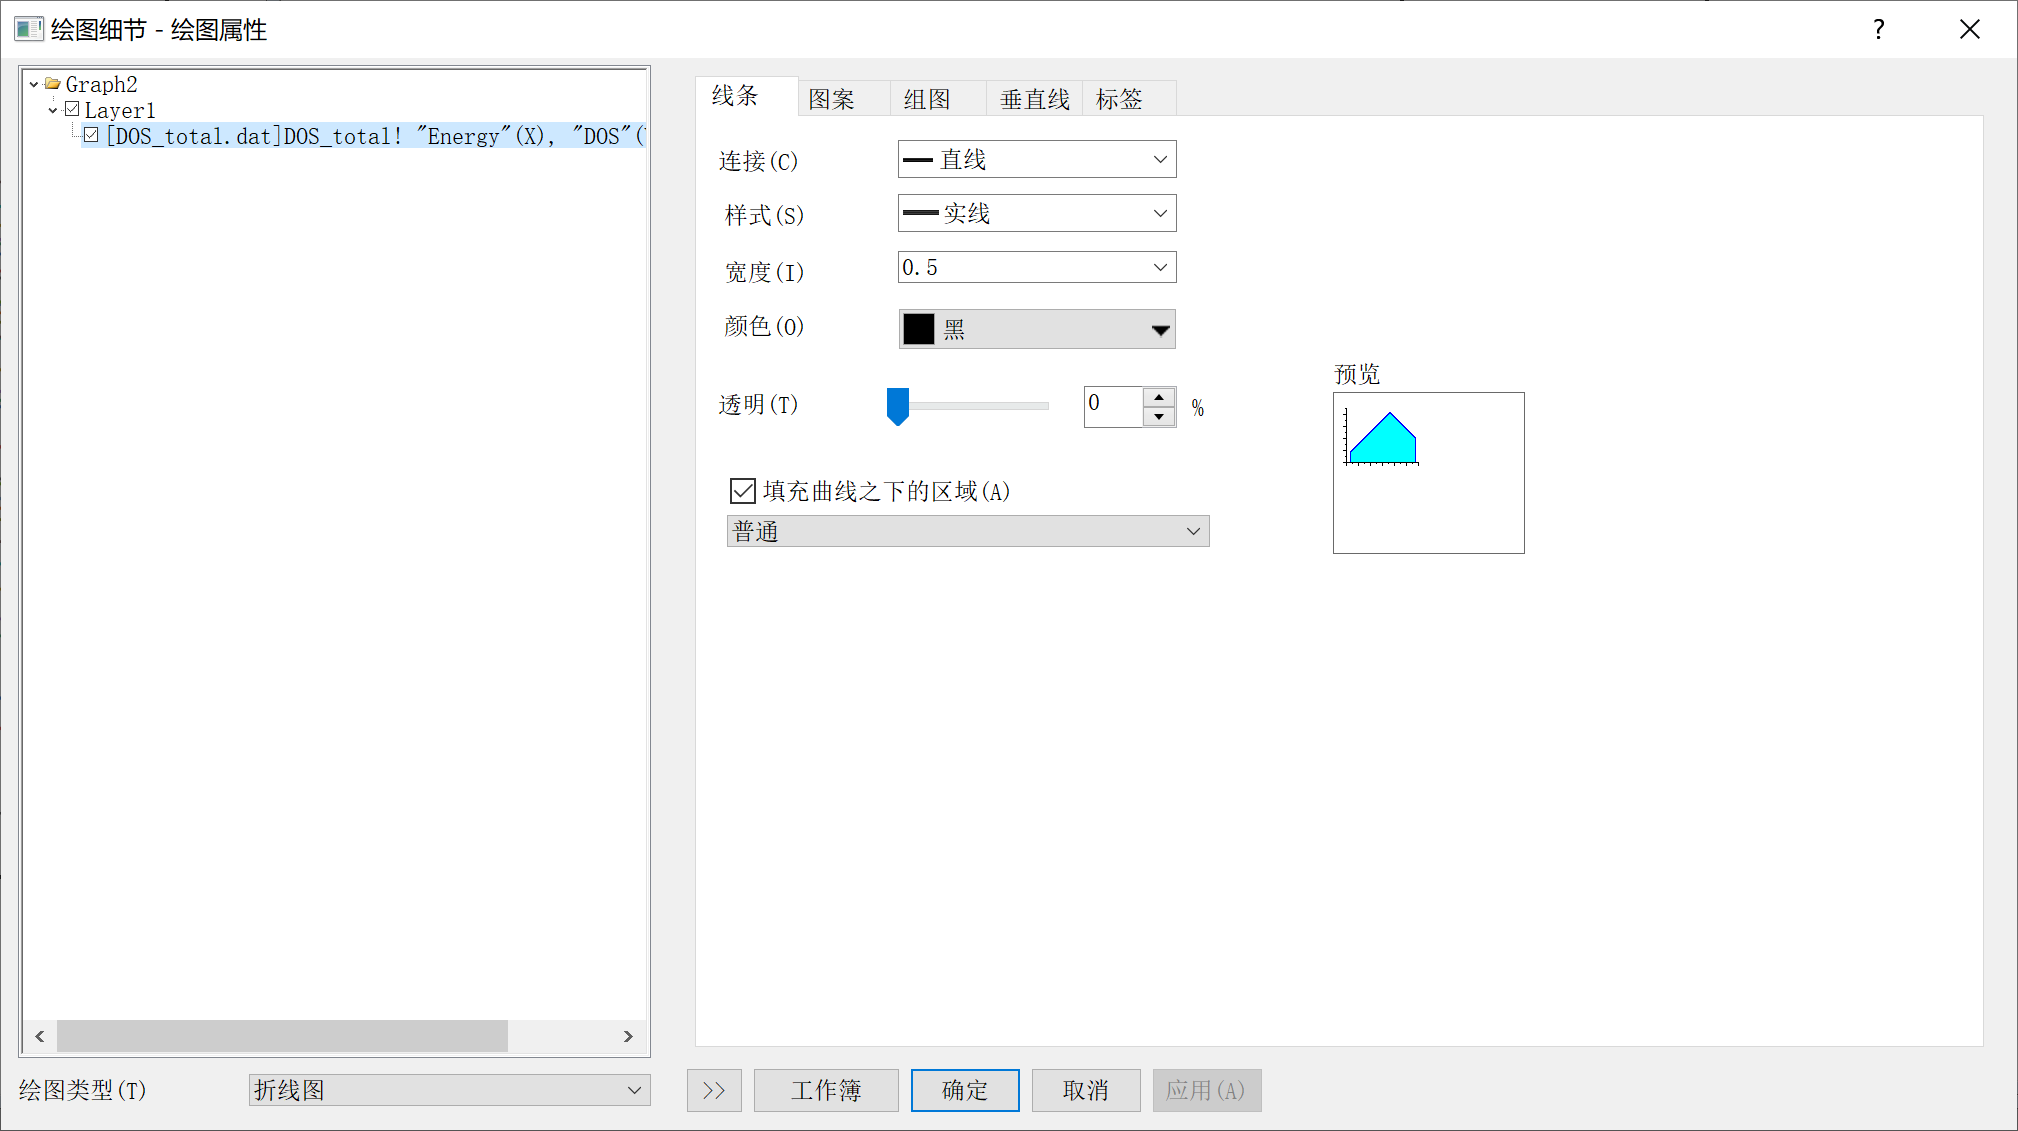 绘图细节 - 绘图属性
?
Graph2
Layer1
[DOS_total.dat]DOS_total! "Energy"(X), "DOS"(
线条 图案 组图 垂直线 标签
连接(C) 直线
样式(S) 实线
宽度(I) 0.5
颜色(O) 黑
透明(T) 0 %
预览
填充曲线之下的区域(A)
普通
绘图类型(T) 折线图
>> 工作簿 确定 取消 应用(A)